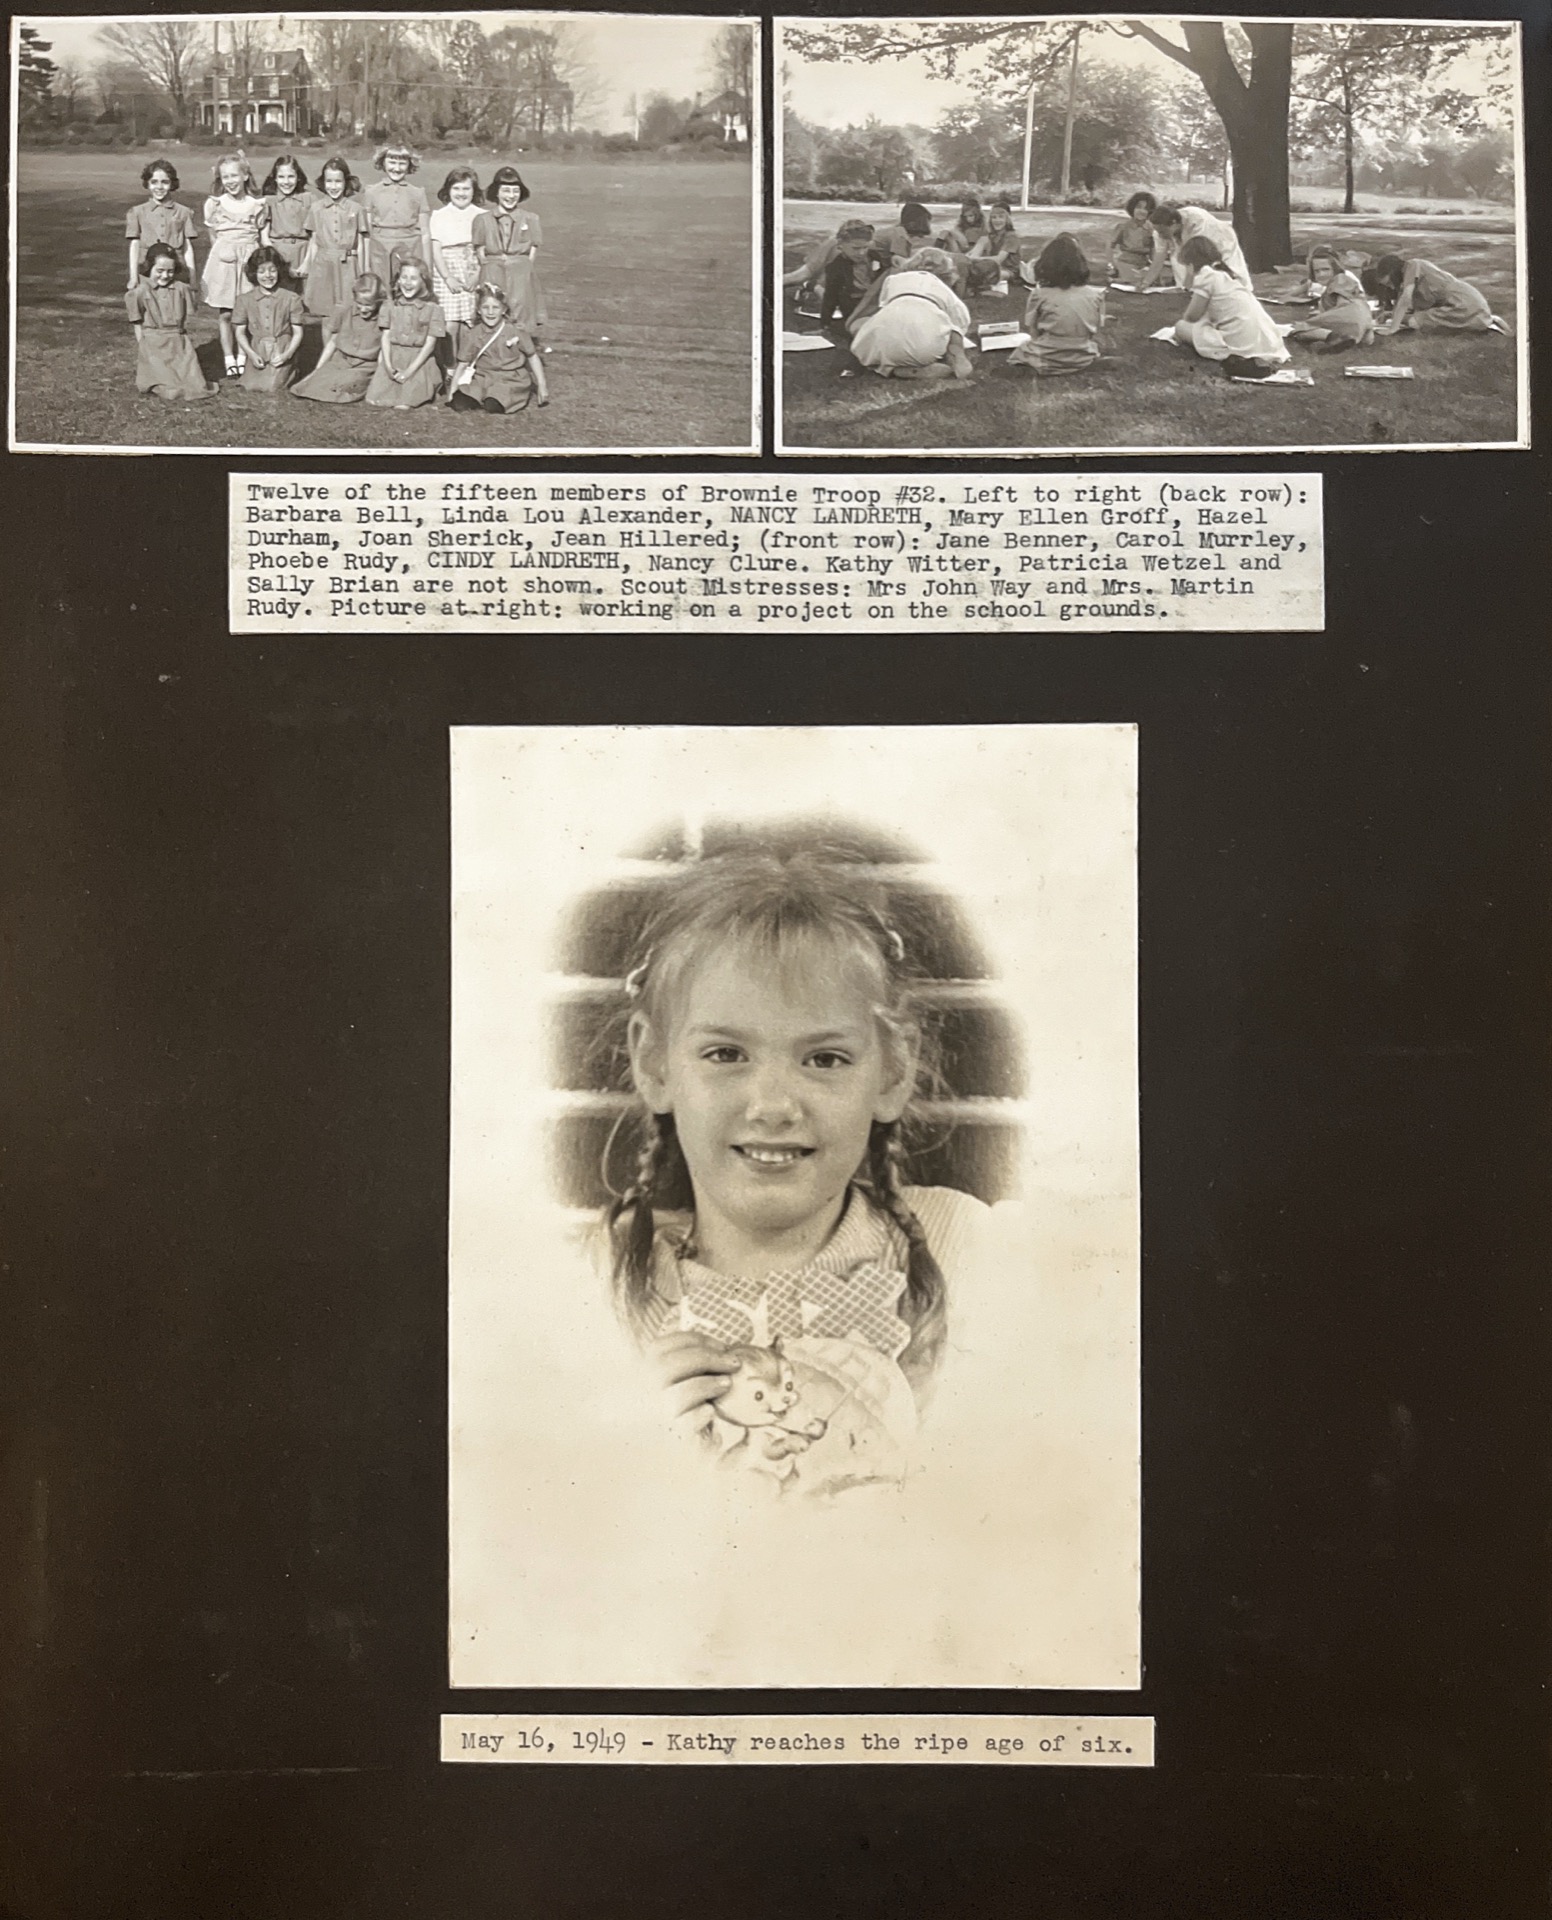 Twelve of the fifteen members of Brownie Troop #32. Left to right (back row):
Barbara Bell, Linda Lou Alexander, NANCY LANDRETH, Mary Ellen Groff, Hazel
Durham, Joan Sherick, Jean Hillered; (front row): Jane Benner, Carol Murrley,
Phoebe Rudy, CINDY LANDRETH, Nancy Clure. Kathy Witter, Patricia Wetzel and
Sally Brian are not shown. Scout Mistresses: Mrs John Way and Mrs. Martin
Rudy. Picture at right: working on a project on the school grounds.
May 16, 1949 - Kathy reaches the ripe age of six.